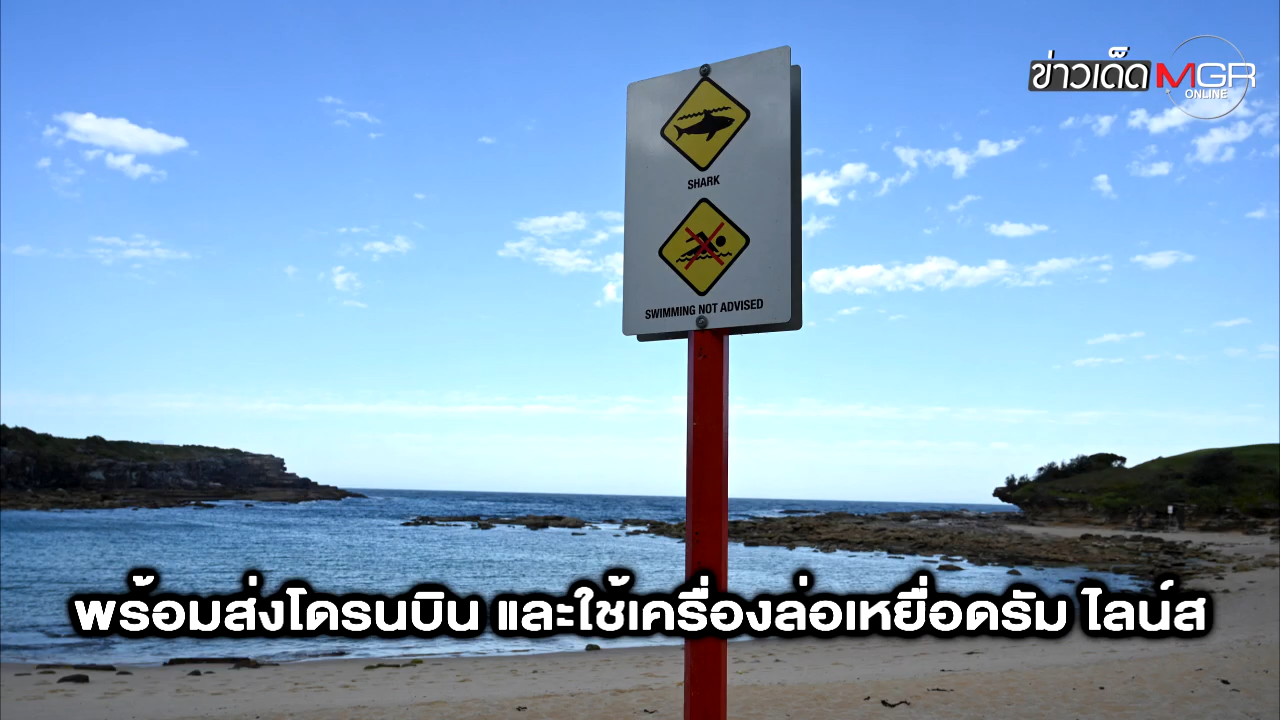 ข่าวเด็ด MGR
ONLINE
SHARK
SWIMMING NOT ADVISED
พร้อมส่งโดรนบิน และใช้เครื่องล่อเหยื่อดรัม ไลน์ส